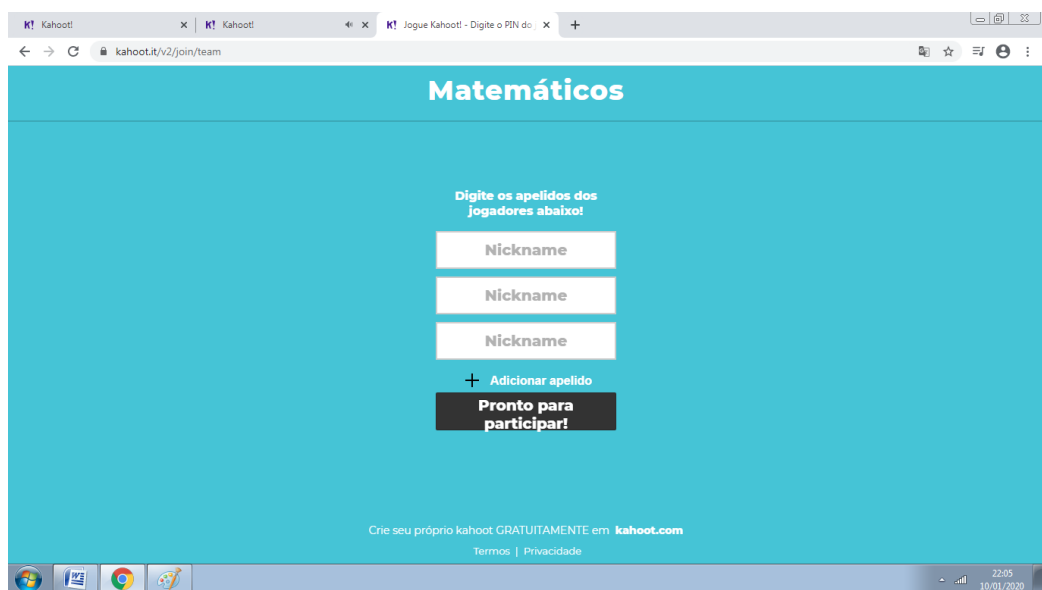 K! Kahoot!
K! Kahoot!
K! Jogue Kahoot! - Digite o PIN do j
kahoot.it/v2/join/team
Matemáticos
Digite os apelidos dos
jogadores abaixo!
Nickname
Nickname
Nickname
+ Adicionar apelido
Pronto para
participar!
Crie seu próprio kahoot GRATUITAMENTE em kahoot.com
Termos | Privacidade
22:05
10/01/2020